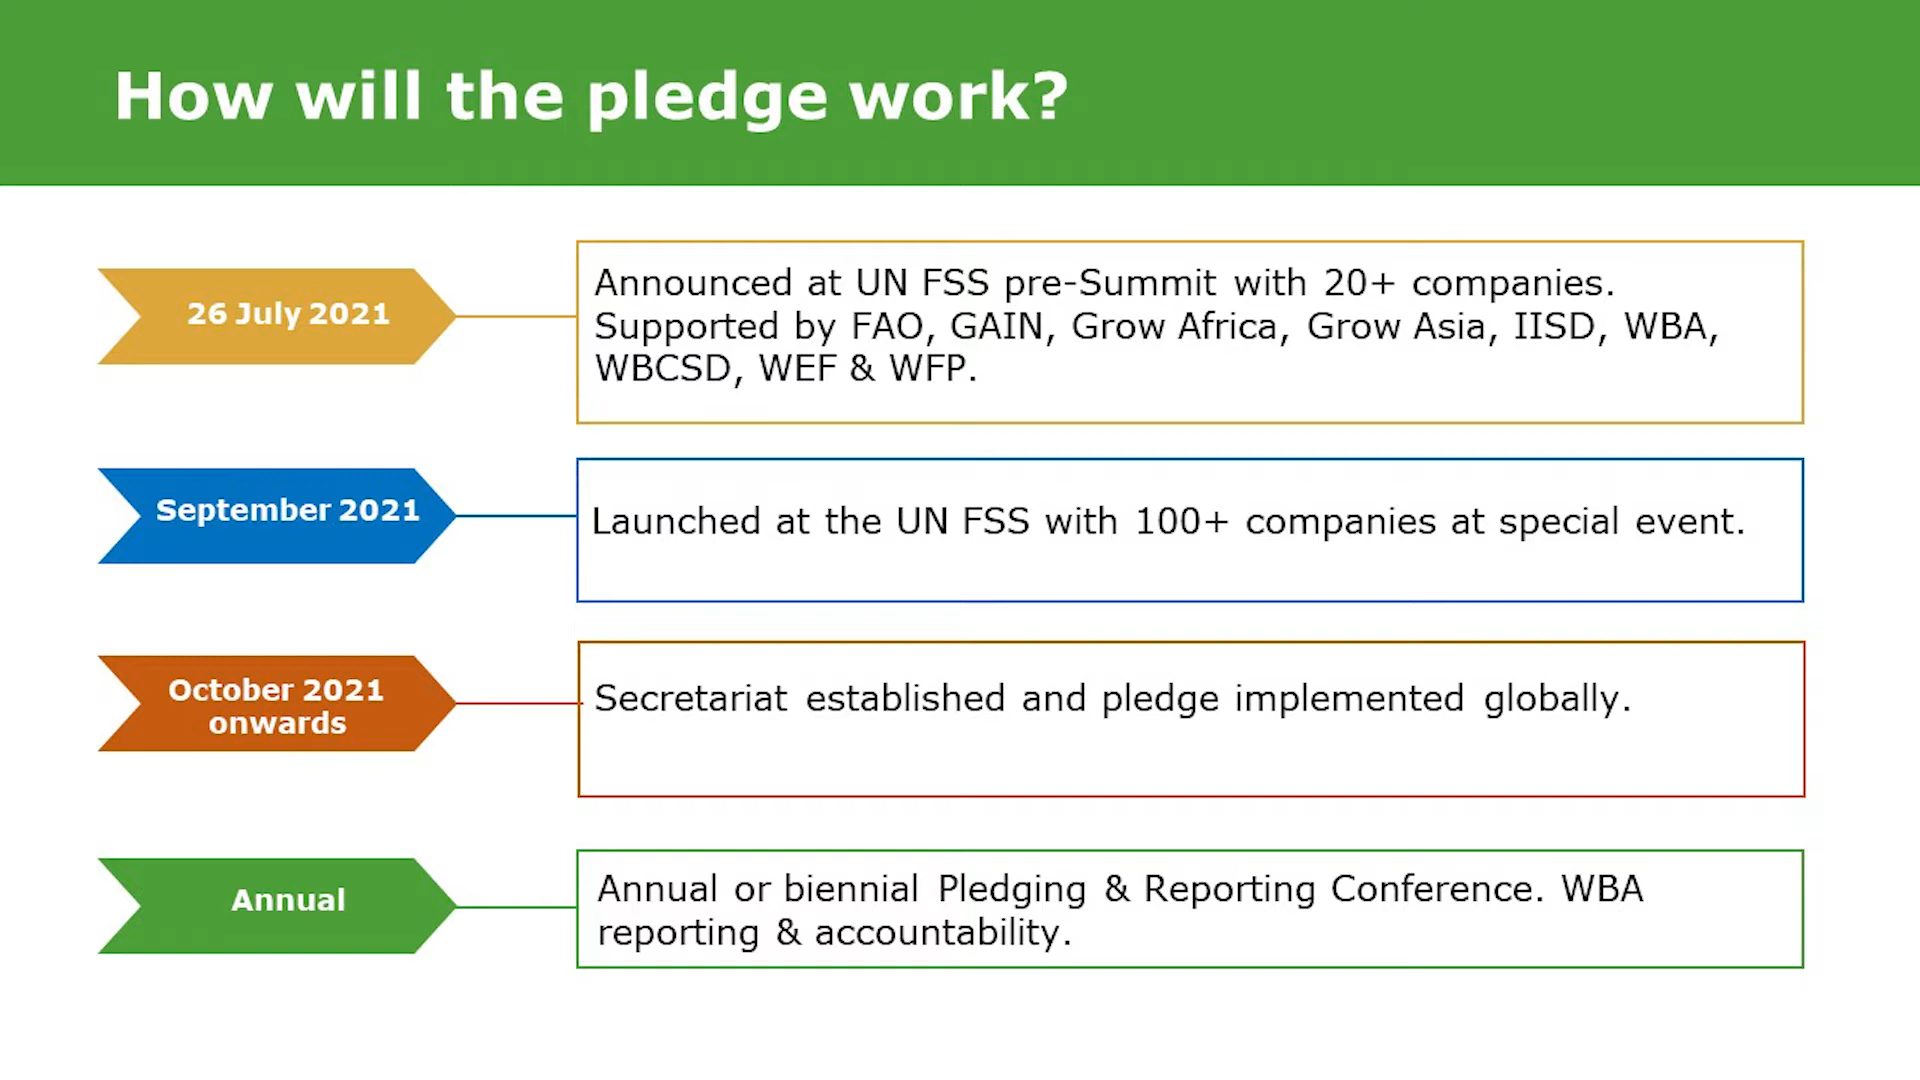 How will the pledge work?
26 July 2021
Announced at UN FSS pre-Summit with 20+ companies.
Supported by FAO, GAIN, Grow Africa, Grow Asia, IISD, WBA,
WBCSD, WEF & WFP.
September 2021
Launched at the UN FSS with 100+ companies at special event.
October 2021
onwards
Secretariat established and pledge implemented globally.
Annual
Annual or biennial Pledging & Reporting Conference. WBA
reporting & accountability.